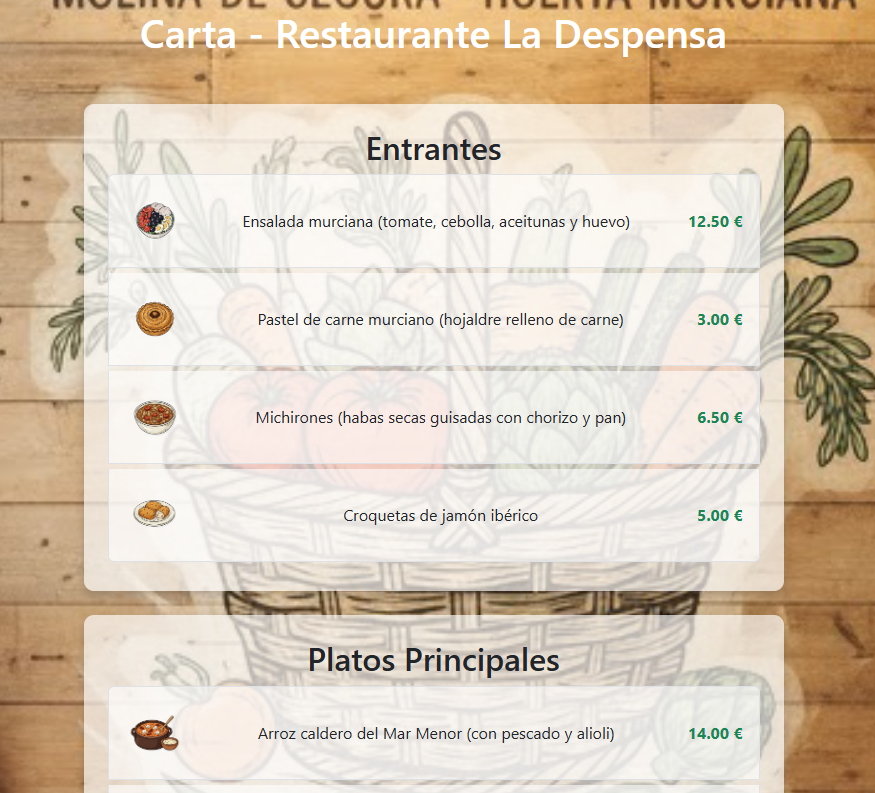 MOLINA DE SEGURA - HUERTA MURCIANA
Carta - Restaurante La Despensa
Entrantes
Ensalada murciana (tomate, cebolla, aceitunas y huevo) 12.50 €
Pastel de carne murciano (hojaldre relleno de carne) 3.00 €
Michirones (habas secas guisadas con chorizo y pan) 6.50 €
Croquetas de jamón ibérico 5.00 €
Platos Principales
Arroz caldero del Mar Menor (con pescado y alioli) 14.00 €